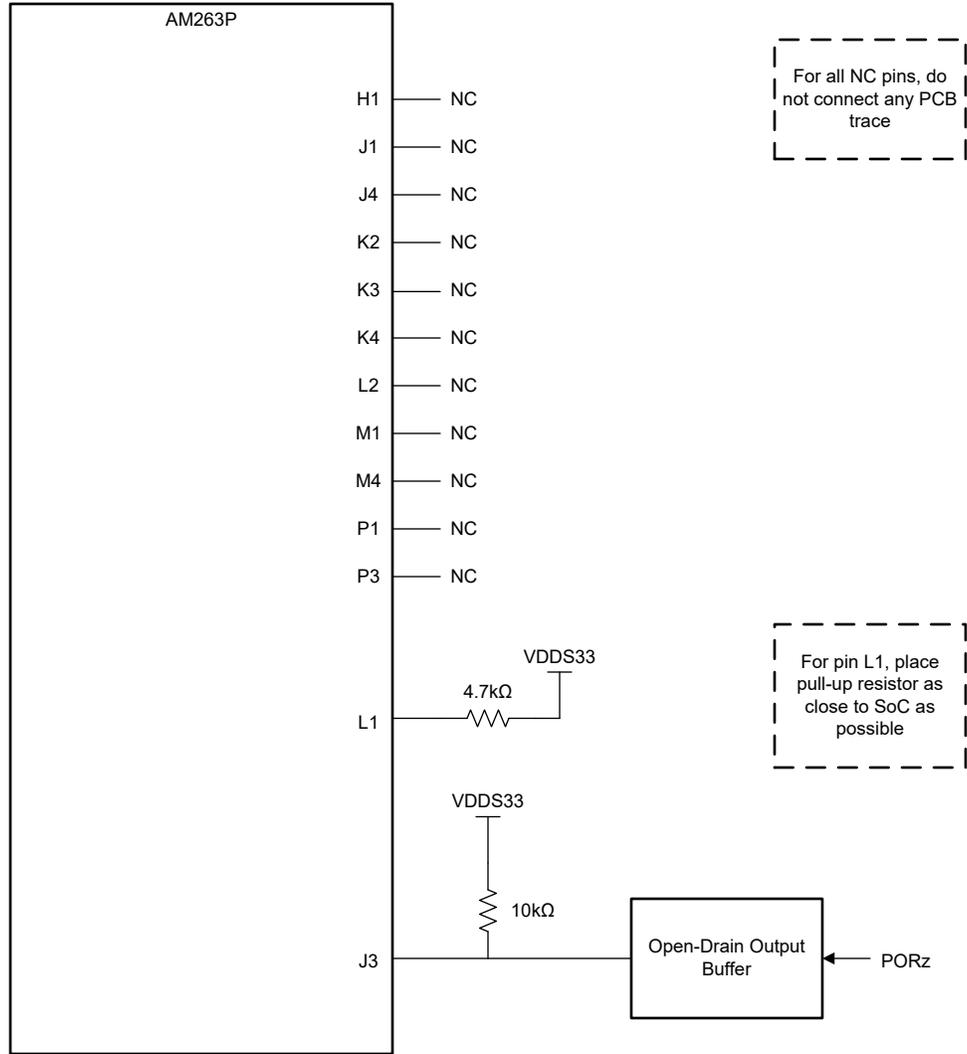 AM263P
For all NC pins, do
not connect any PCB
trace
H1 NC
J1 NC
J4 NC
K2 NC
K3 NC
K4 NC
L2 NC
M1 NC
M4 NC
P1 NC
P3 NC
For pin L1, place
pull-up resistor as
close to SoC as
possible
VDDS33
4.7kΩ
L1
VDDS33
10kΩ
J3
Open-Drain Output
Buffer
PORz